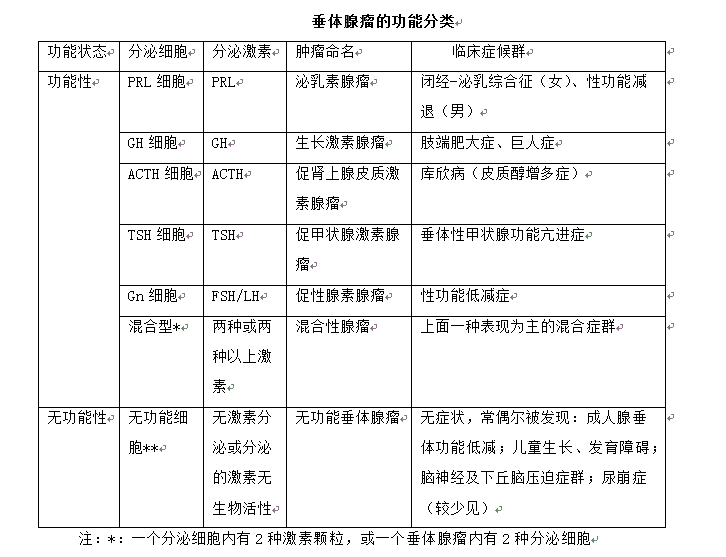 垂体腺瘤的功能分类
功能状态 分泌细胞 分泌激素 肿瘤命名 临床症候群
功能性 PRL 细胞 PRL 泌乳素腺瘤 闭经-泌乳综合征（女）、性功能减
退（男）
GH 细胞 GH 生长激素腺瘤 肢端肥大症、巨人症
ACTH 细胞 ACTH 促肾上腺皮质激 库欣病（皮质醇增多症）
素腺瘤
TSH 细胞 TSH 促甲状腺激素腺 垂体性甲状腺功能亢进症
瘤
Gn 细胞 FSH/LH 促性腺素腺瘤 性功能低减症
混合型* 两种或两 混合性腺瘤 上面一种表现为主的混合症群
种以上激
素
无功能性 无功能细 无激素分 无功能垂体腺瘤 无症状，常偶尔被发现：成人腺垂
胞** 泌或分泌 体功能低减；儿童生长、发育障碍；
的激素无 脑神经及下丘脑压迫症群；尿崩症
生物活性 （较少见）
注：*：一个分泌细胞内有 2 种激素颗粒，或一个垂体腺瘤内有 2 种分泌细胞